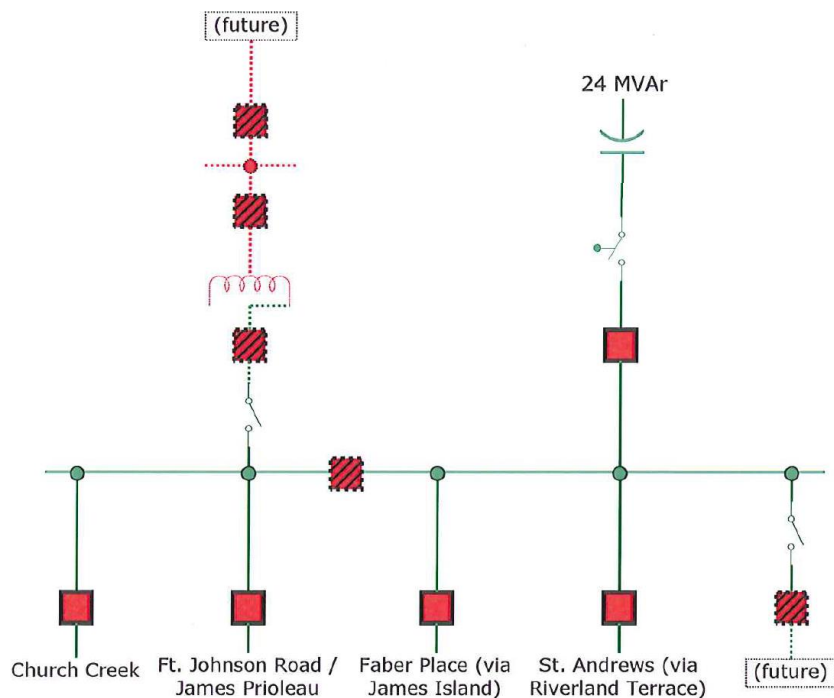 (future)
24 MVAr
Church Creek
Ft. Johnson Road /
James Prioleau
Faber Place (via
James Island)
St. Andrews (via
Riverland Terrace)
(future)